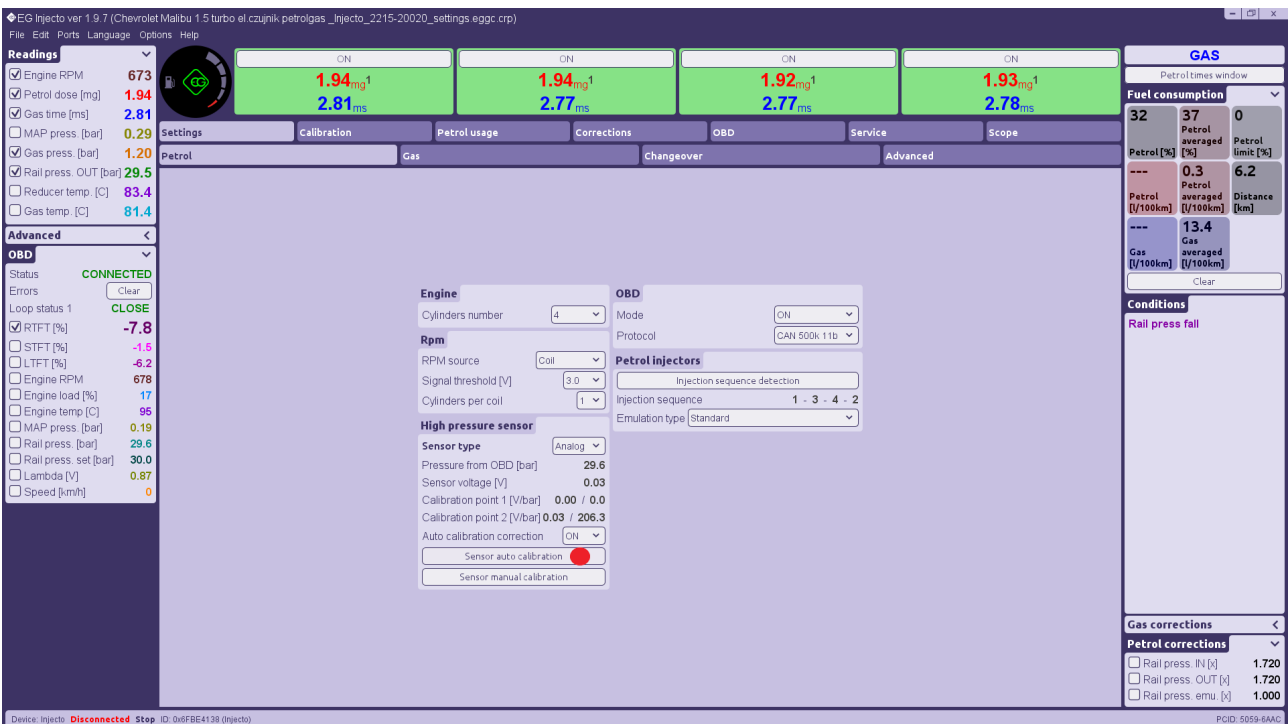 EG Injecto ver 1.9.7 (Chevrolet Malibu 1.5 turbo el.czujnik petrolgas _Injecto_2215-20020_settings.eggc.crp)
File Edit Ports Language Options Help
Readings
Engine RPM 673
Petrol dose [mg] 1.94
Gas time [ms] 2.81
MAP press. [bar] 0.29
Gas press. [bar] 1.20
Rail press. OUT [bar] 29.5
Reducer temp. [C] 83.4
Gas temp. [C] 81.4
Advanced
OBD
Status CONNECTED
Errors Clear
Loop status 1 CLOSE
RTFT [%] -7.8
STFT [%] -1.5
LTFT [%] -6.2
Engine RPM 678
Engine load [%] 17
Engine temp [C] 95
MAP press. [bar] 0.19
Rail press. [bar] 29.6
Rail press. set [bar] 30.0
Lambda [V] 0.87
Speed [km/h] 0
EG
ON ON ON ON
1.94mg1 1.94mg1 1.92mg1 1.93mg1
2.81ms 2.77ms 2.77ms 2.78ms
Settings Calibration Petrol usage Corrections OBD Service Scope
Petrol Gas Changeover Advanced
Engine
Cylinders number 4
Rpm
RPM source Coil
Signal threshold [V] 3.0
Cylinders per coil 1
High pressure sensor
Sensor type Analog
Pressure from OBD [bar] 29.6
Sensor voltage [V] 0.03
Calibration point 1 [V/bar] 0.00 / 0.0
Calibration point 2 [V/bar] 0.03 / 206.3
Auto calibration correction ON
Sensor auto calibration
Sensor manual calibration
OBD
Mode ON
Protocol CAN 500k 11b
Petrol injectors
Injection sequence detection
Injection sequence 1 - 3 - 4 - 2
Emulation type Standard
GAS
Petrol times window
Fuel consumption
32 37 0
Petrol [%] Petrol averaged [%] Petrol limit [%]
--- 0.3 6.2
Petrol [l/100km] Petrol averaged [l/100km] Distance [km]
--- 13.4
Gas [l/100km] Gas averaged [l/100km]
Clear
Conditions
Rail press fall
Gas corrections
Petrol corrections
Rail press. IN [x] 1.720
Rail press. OUT [x] 1.720
Rail press. emu. [x] 1.000
Device: Injecto Disconnected Stop ID: 0x6FBE4138 (Injecto) PCID: 5059-6AAC